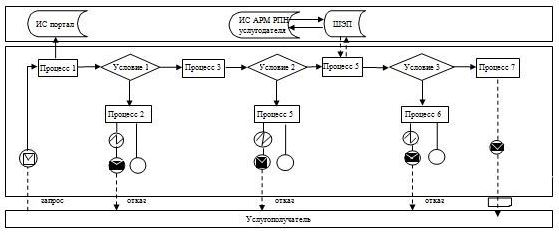 ИС портал
ИС АРМ РПН
услугодателя
ШЭП
Процесс 1
Условие 1
Процесс 3
Условие 2
Процесс 5
Условие 3
Процесс 7
Процесс 2
Процесс 5
Процесс 6
запрос
отказ
отказ
отказ
Услугополучатель